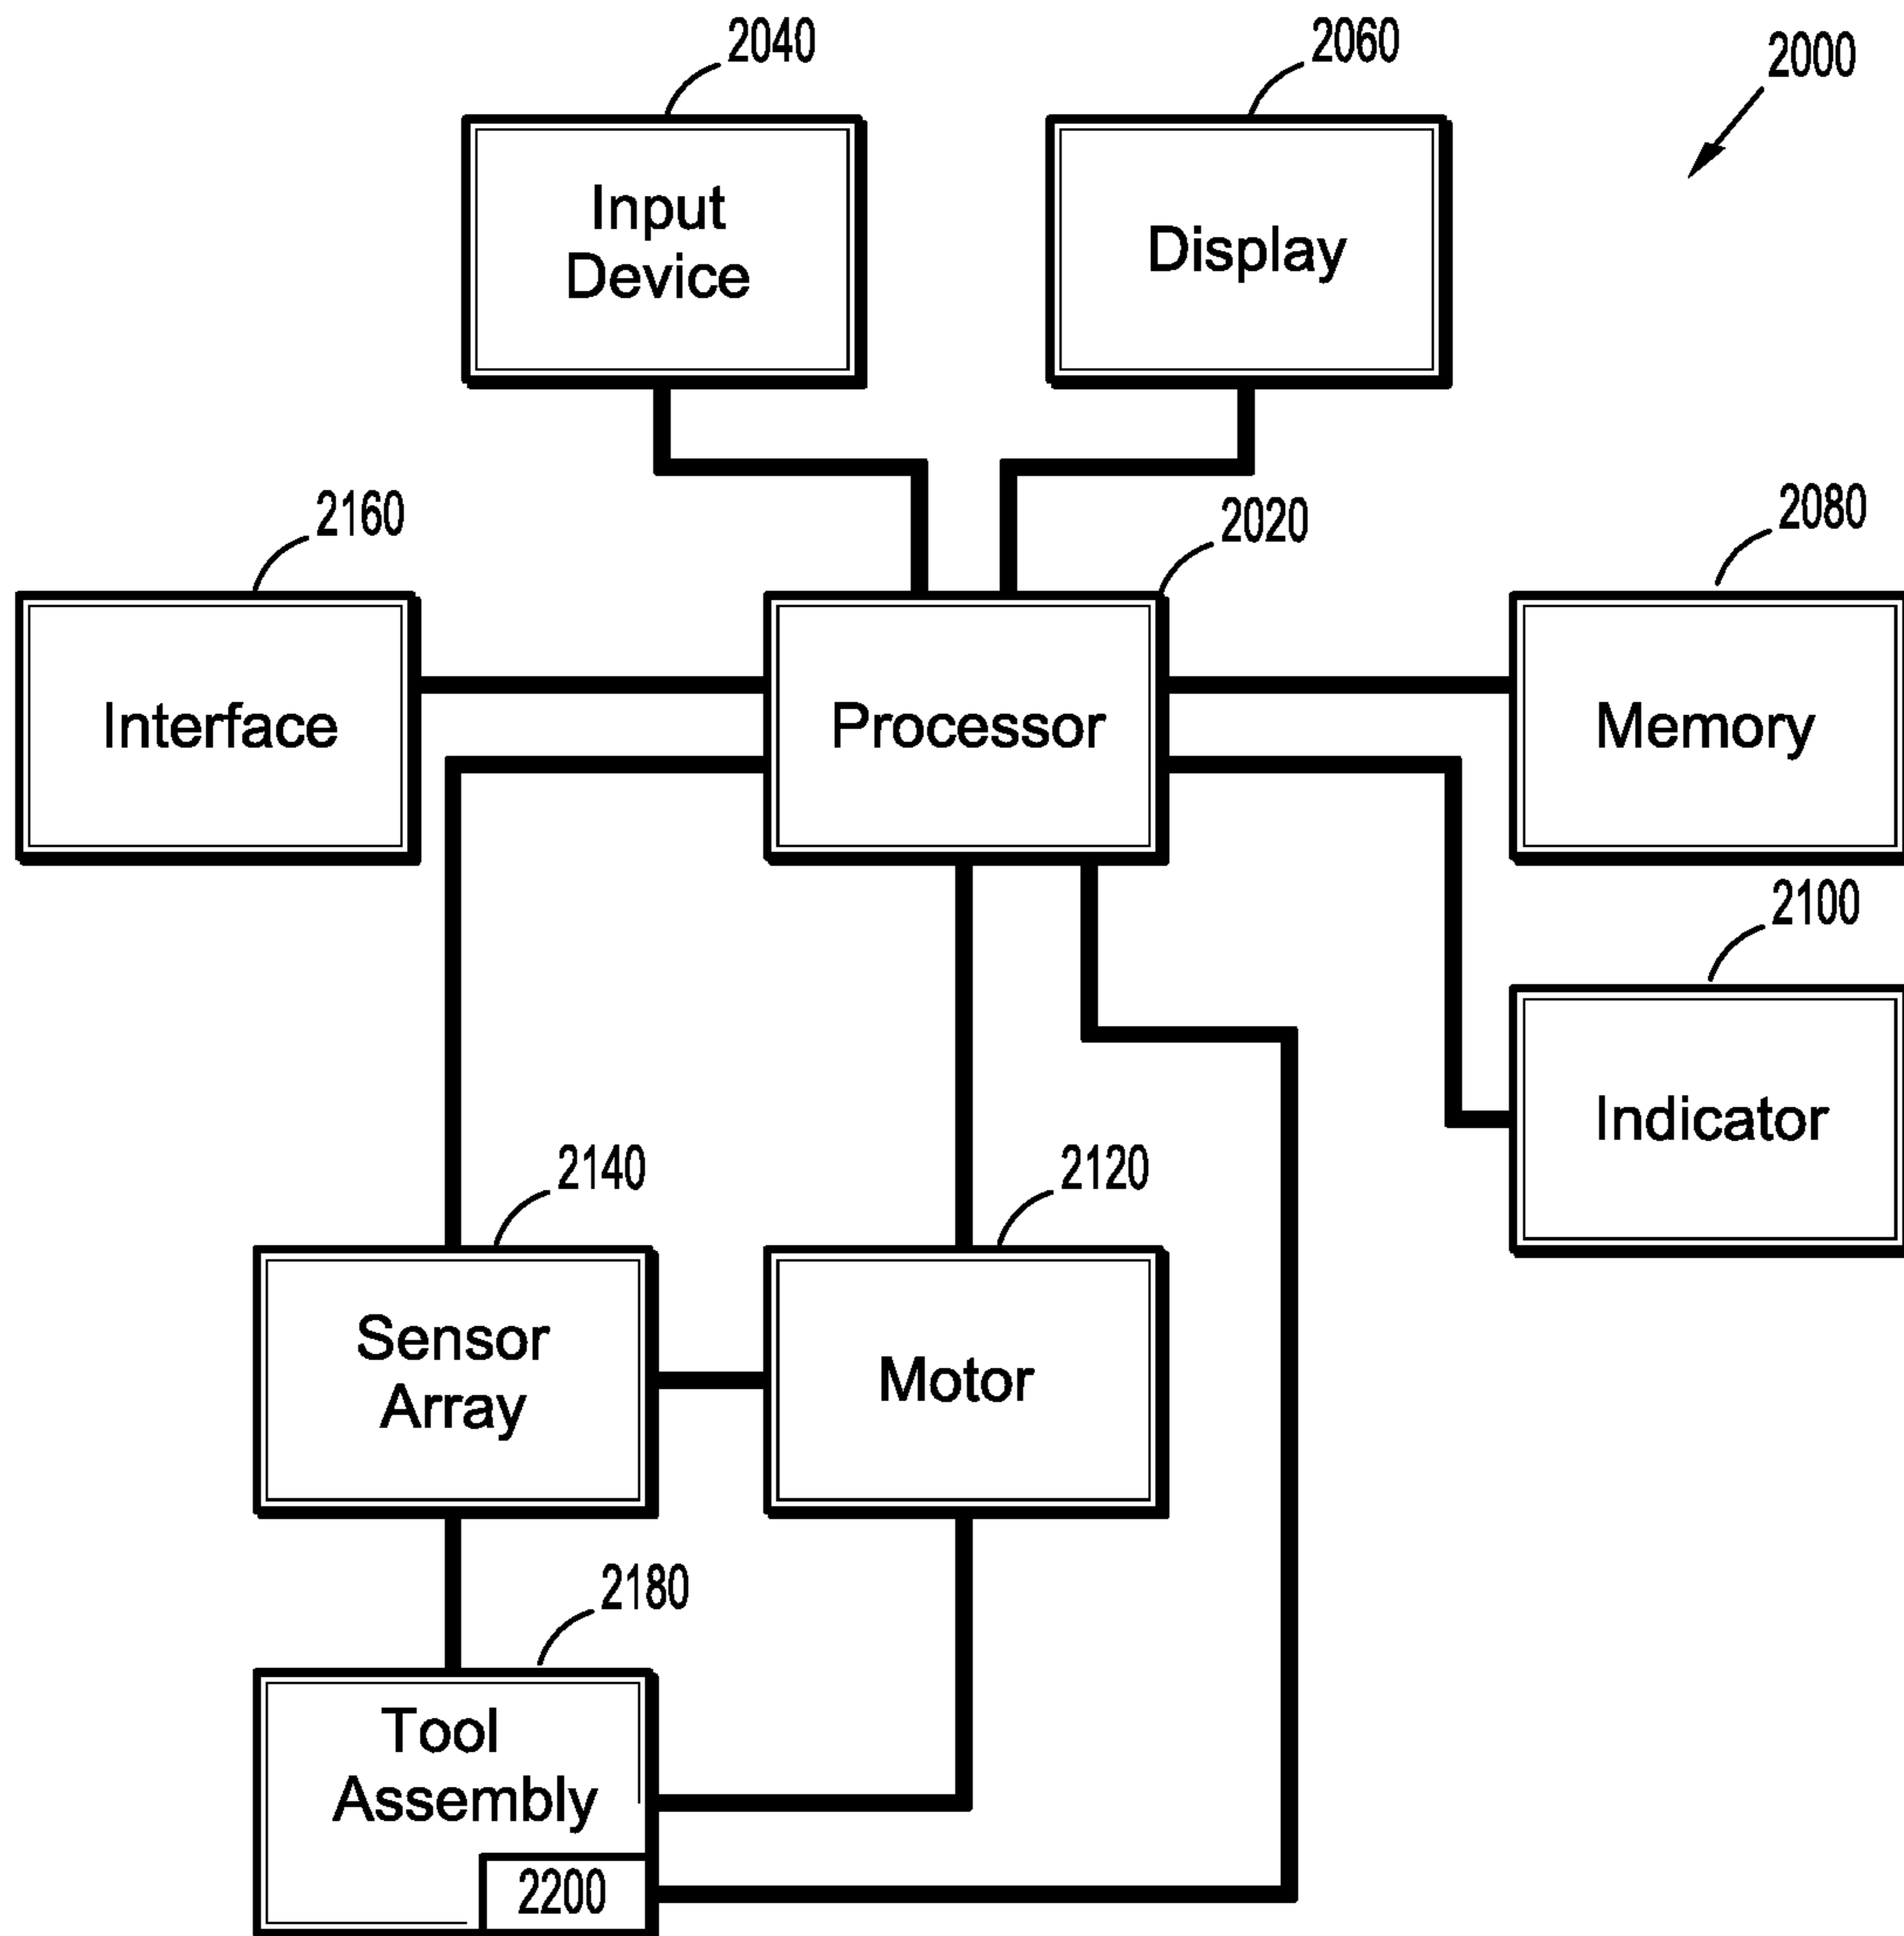 2040
2060
2000
Input
Device
Display
2160
2020
2080
Interface
Processor
Memory
2100
Indicator
2140
2120
Sensor
Array
Motor
2180
Tool
Assembly
2200